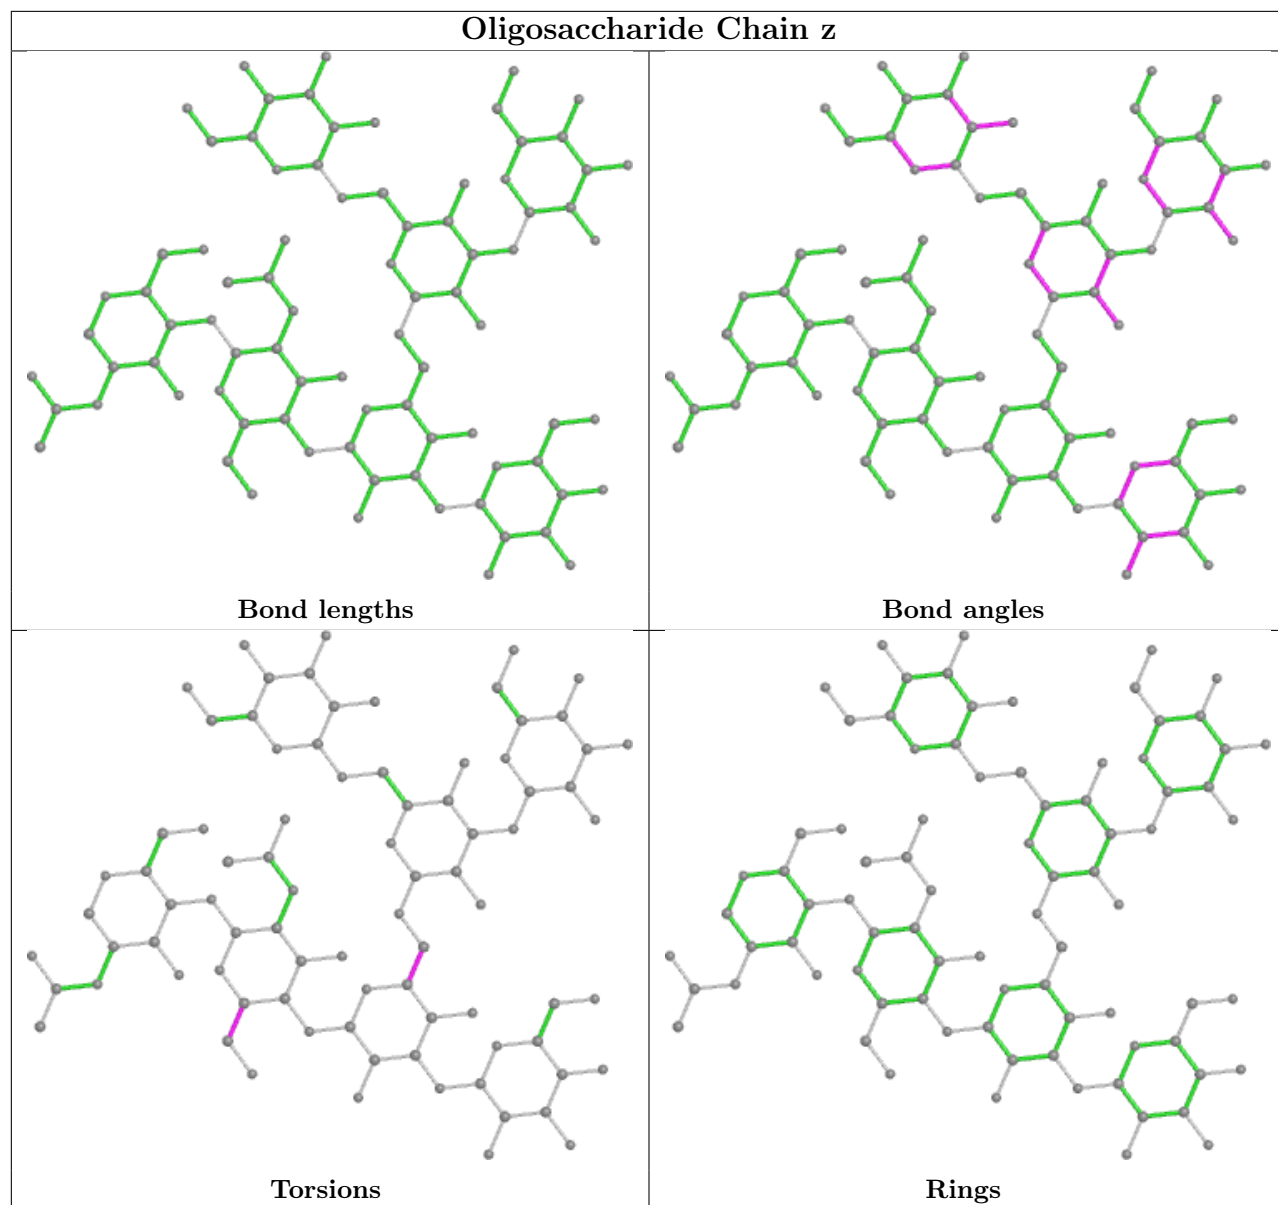 Oligosaccharide Chain z
Bond lengths
Bond angles
Torsions
Rings